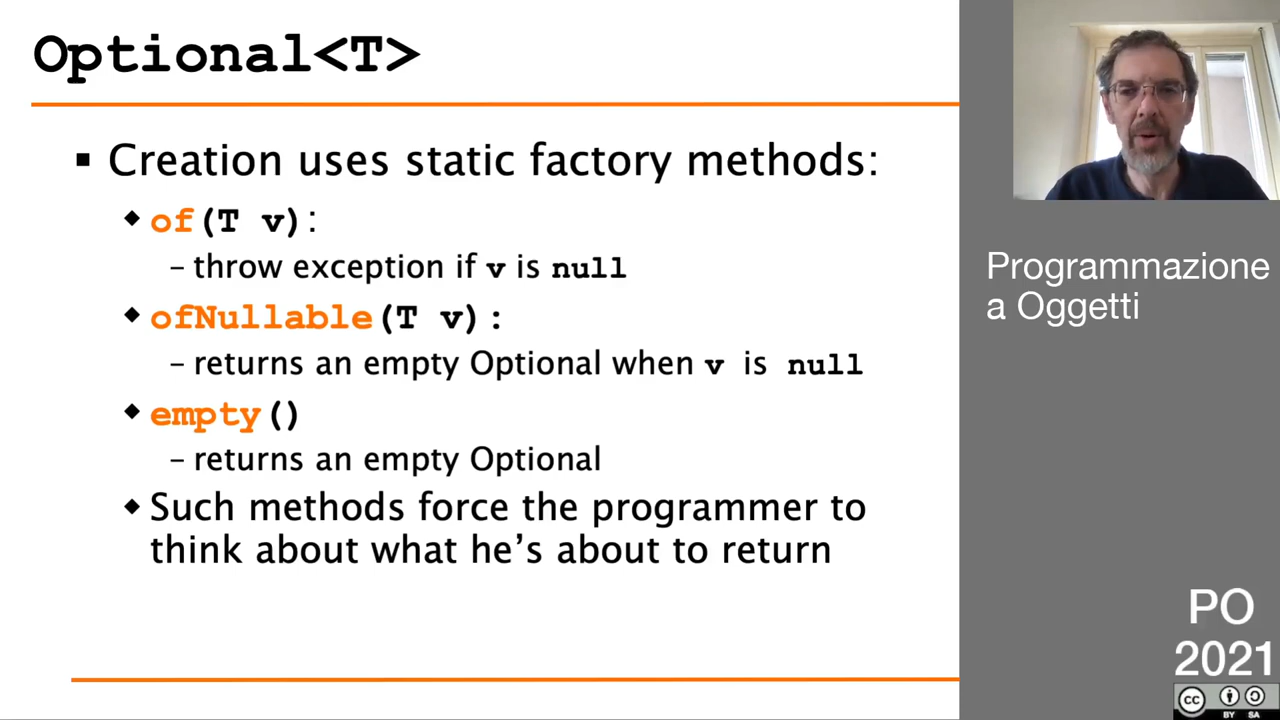 Optional<T>
▪ Creation uses static factory methods:
◆ of(T v):
– throw exception if v is null
◆ ofNullable(T v):
– returns an empty Optional when v is null
◆ empty()
– returns an empty Optional
◆ Such methods force the programmer to
think about what he’s about to return
Programmazione
a Oggetti
PO
2021
cc
BY SA